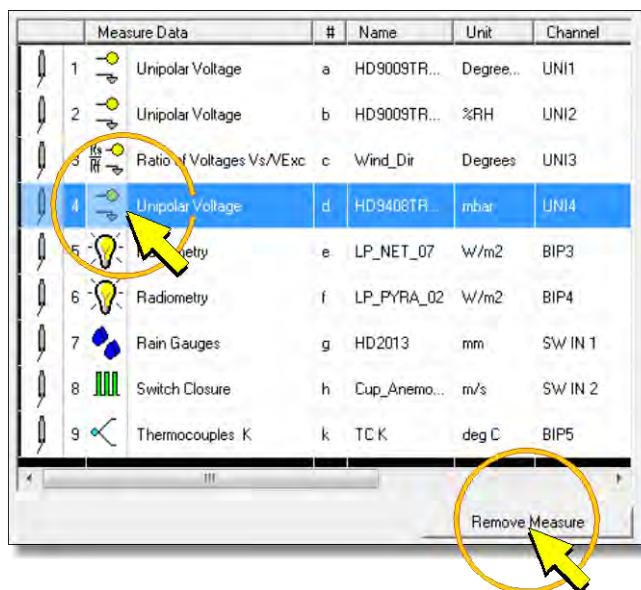 Measure Data # Name Unit Channel
1 Unipolar Voltage a HD9009TR... Degree... UNI1
2 Unipolar Voltage b HD9009TR... %RH UNI2
3 Rs Rf Ratio of Voltages Vs/VExc c Wind_Dir Degrees UNI3
4 Unipolar Voltage d HD9408TR... mbar UNI4
5 e LP_NET_07 W/m2 BIP3
6 Radiometry f LP_PYRA_02 W/m2 BIP4
7 Rain Gauges g HD2013 mm SW IN 1
8 Switch Closure h Cup_Anemo... m/s SW IN 2
9 Thermocouples K k TC K deg C BIP5
Remove Measure